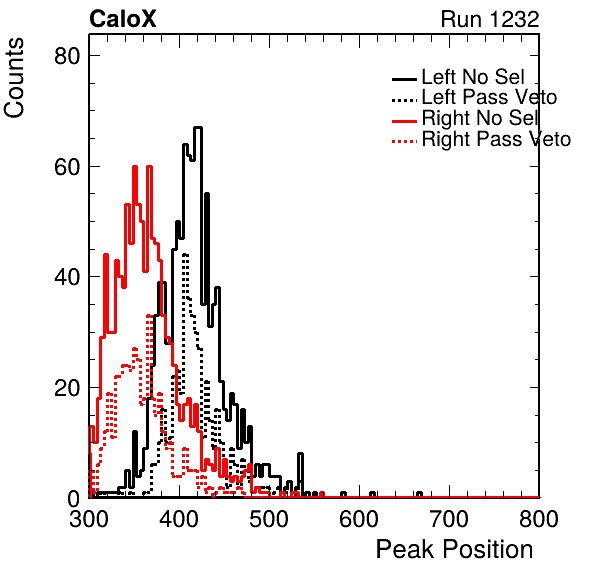 CaloX Run 1232
Counts
80
60
40
20
0
Left No Sel
Left Pass Veto
Right No Sel
Right Pass Veto
300 400 500 600 700 800
Peak Position